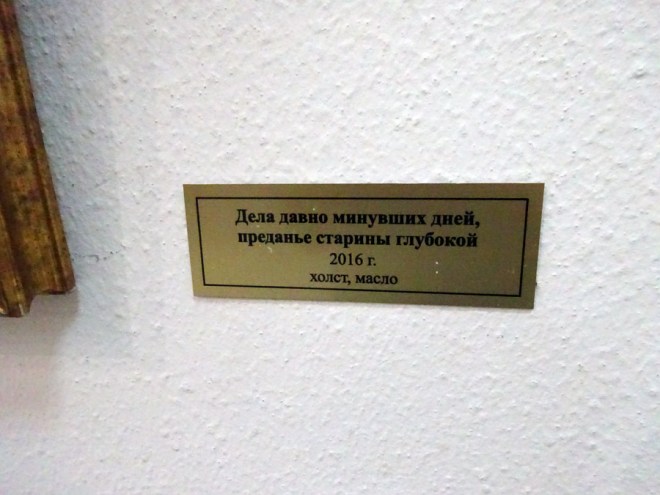 Дела давно минувших дней,
преданье старины глубокой
2016 г.
холст, масло